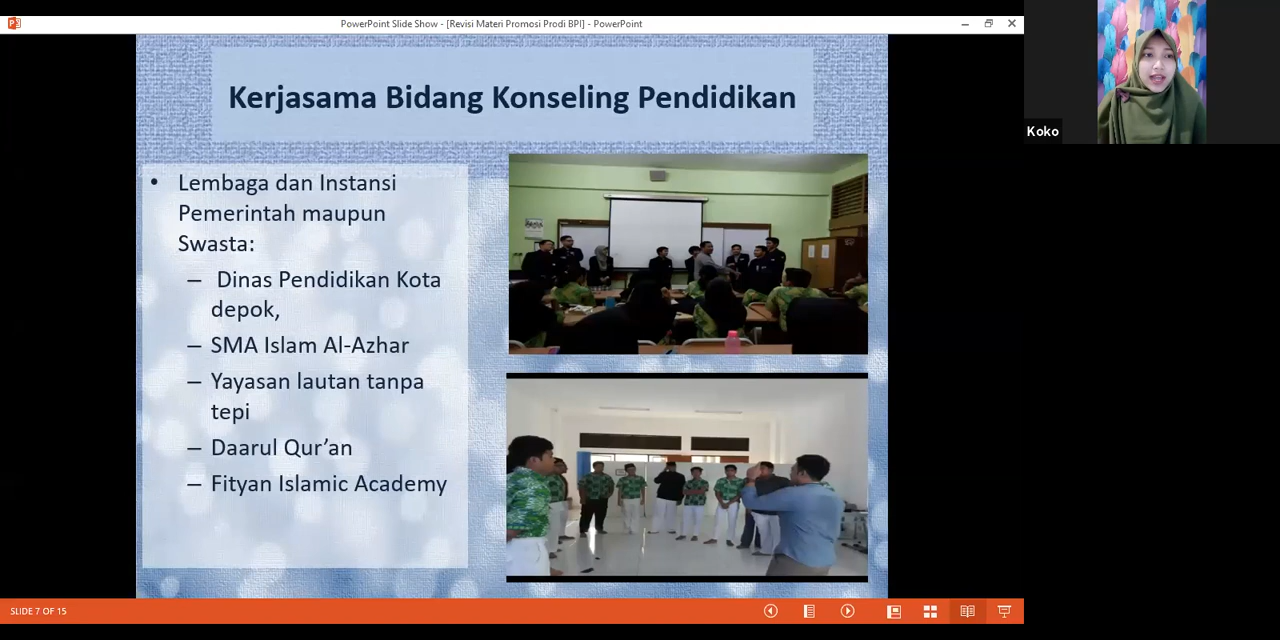 PowerPoint Slide Show - [Revisi Materi Promosi Prodi BPI] - PowerPoint
Kerjasama Bidang Konseling Pendidikan
• Lembaga dan Instansi
Pemerintah maupun
Swasta:
– Dinas Pendidikan Kota
depok,
– SMA Islam Al-Azhar
– Yayasan lautan tanpa
tepi
– Daarul Qur’an
– Fityan Islamic Academy
SLIDE 7 OF 15
Koko